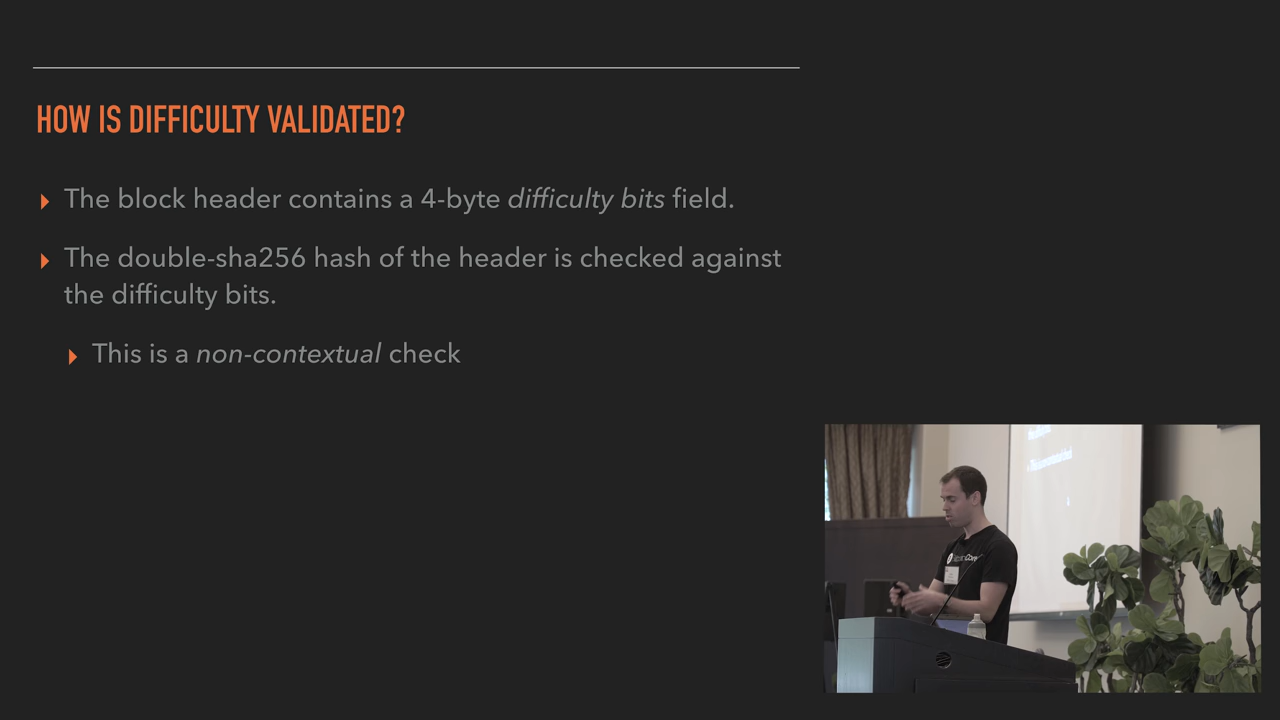 HOW IS DIFFICULTY VALIDATED?
The block header contains a 4-byte difficulty bits field.
The double-sha256 hash of the header is checked against
the difficulty bits.
This is a non-contextual check